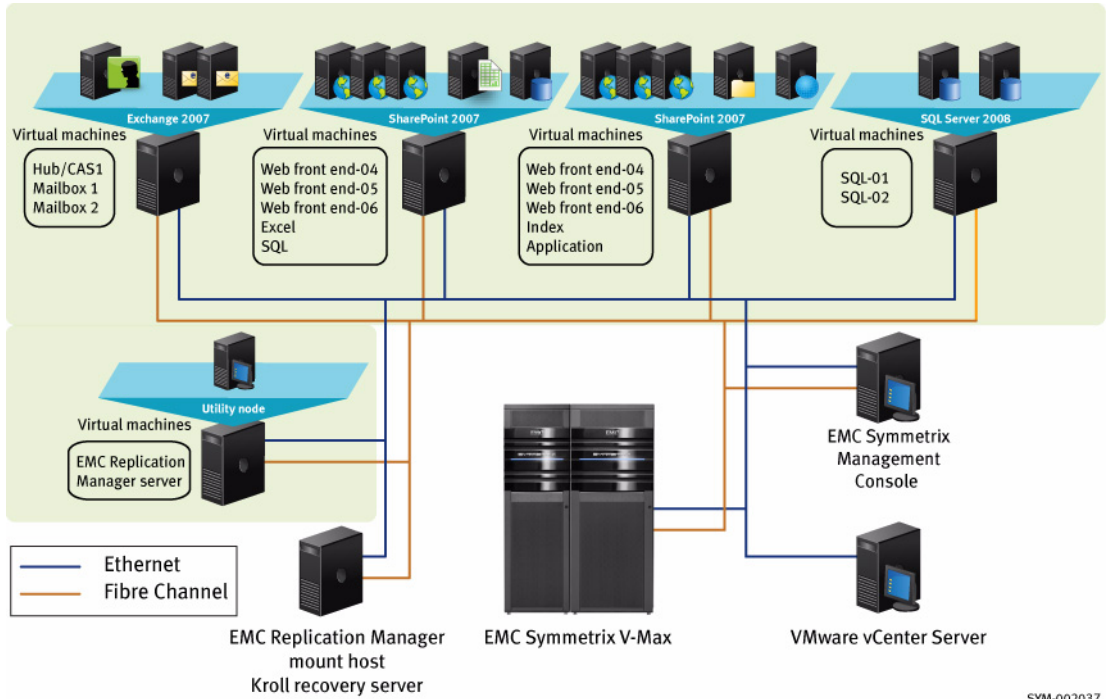 Exchange 2007
SharePoint 2007
SharePoint 2007
SQL Server 2008
Virtual machines
Hub/CAS1
Mailbox 1
Mailbox 2
Virtual machines
Web front end-04
Web front end-05
Web front end-06
Excel
SQL
Virtual machines
Web front end-04
Web front end-05
Web front end-06
Index
Application
Virtual machines
SQL-01
SQL-02
Utility node
Virtual machines
EMC Replication
Manager server
EMC Symmetrix
Management
Console
Ethernet
Fibre Channel
EMC Replication Manager
mount host
Kroll recovery server
EMC Symmetrix V-Max
VMware vCenter Server
SYM-002037